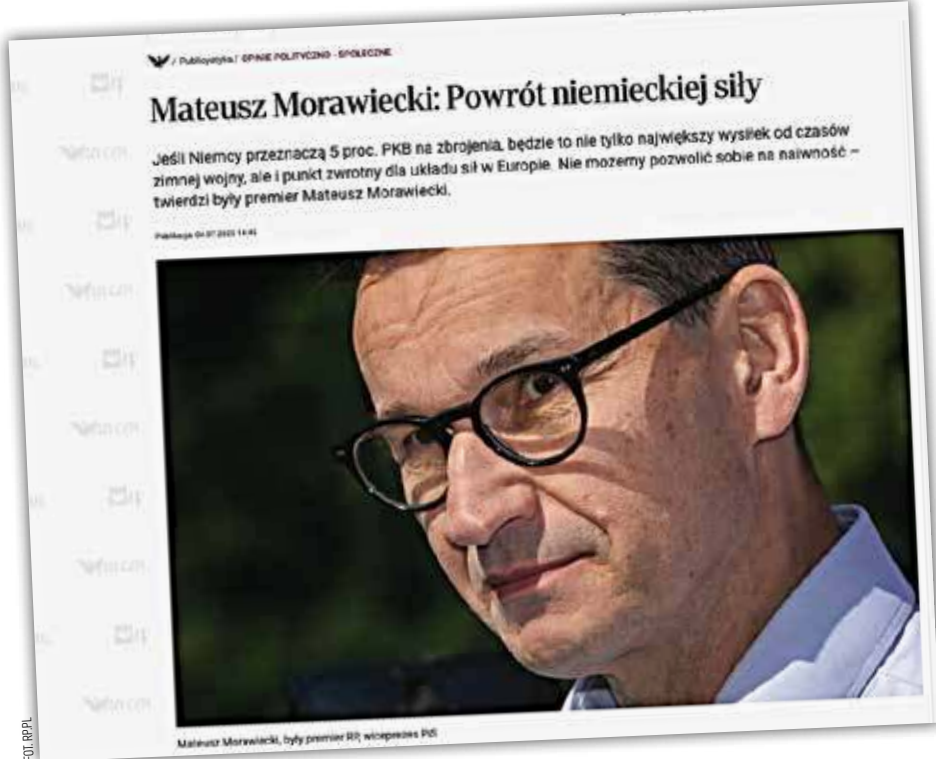 / Publicystyka / OPINIE POLITYCZNO - SPOŁECZNE
Mateusz Morawiecki: Powrót niemieckiej siły
Jeśli Niemcy przeznaczą 5 proc. PKB na zbrojenia, będzie to nie tylko największy wysiłek od czasów
zimnej wojny, ale i punkt zwrotny dla układu sił w Europie. Nie możemy pozwolić sobie na naiwność –
twierdzi były premier Mateusz Morawiecki.
Publikacja:
Mateusz Morawiecki, były premier RP, wiceprezes PiS
FOT. RP.PL